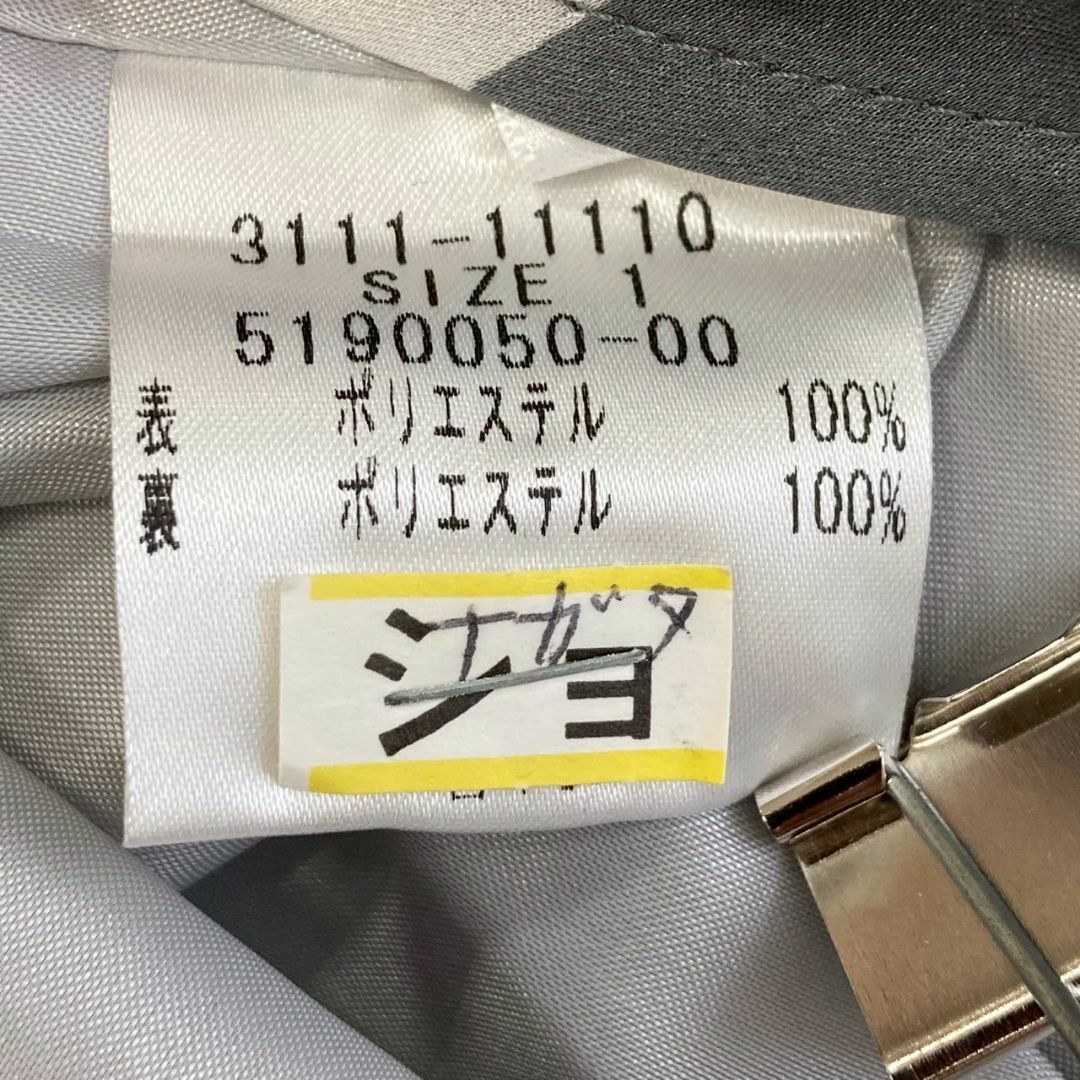 3111-11110
SIZE 1
5190050-00
表 ポリエステル 100%
裏 ポリエステル 100%
ナガタ
ショ